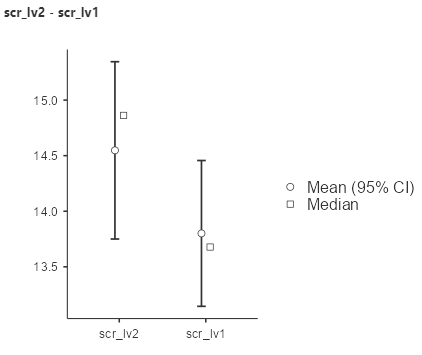 scr_lv2 - scr_lv1
15.0
14.5
14.0
13.5
scr_lv2 scr_lv1
Mean (95% CI)
Median